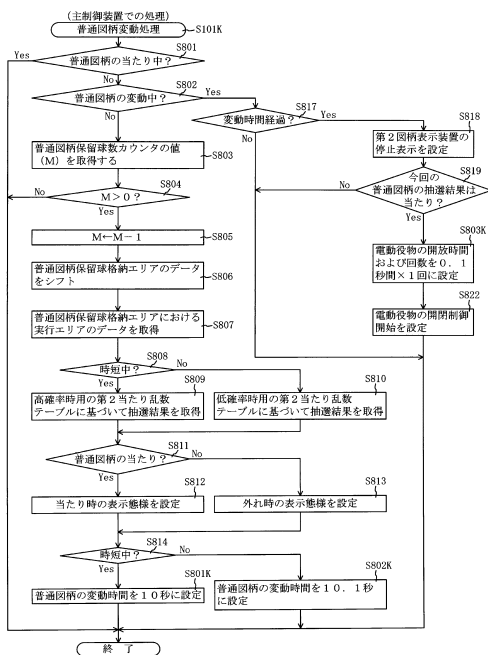 (主制御装置での処理)
普通図柄変動処理
S101K
S801
Yes
普通図柄の当たり中?
No
S802
普通図柄の変動中?
Yes
No
S817
変動時間経過?
Yes
No
S818
第2図柄表示装置の
停止表示を設定
S819
今回の
普通図柄の抽選結果は
当たり?
No
Yes
S803K
電動役物の開放時間
および回数を0.1
秒間×1回に設定
S822
電動役物の開閉制御
開始を設定
普通図柄保留球数カウンタの値
(M)を取得する
S803
S804
No
M>0?
Yes
M←M-1
S805
普通図柄保留球格納エリアのデータ
をシフト
S806
普通図柄保留球格納エリアにおける
実行エリアのデータを取得
S807
S808
時短中?
No
Yes
S809
高確率時用の第2当たり乱数
テーブルに基づいて抽選結果を取得
S810
低確率時用の第2当たり乱数
テーブルに基づいて抽選結果を取得
S811
普通図柄の当たり?
No
Yes
S812
当たり時の表示態様を設定
S813
外れ時の表示態様を設定
S814
時短中?
No
Yes
S801K
普通図柄の変動時間を10秒に設定
S802K
普通図柄の変動時間を10.1秒
に設定
終 了